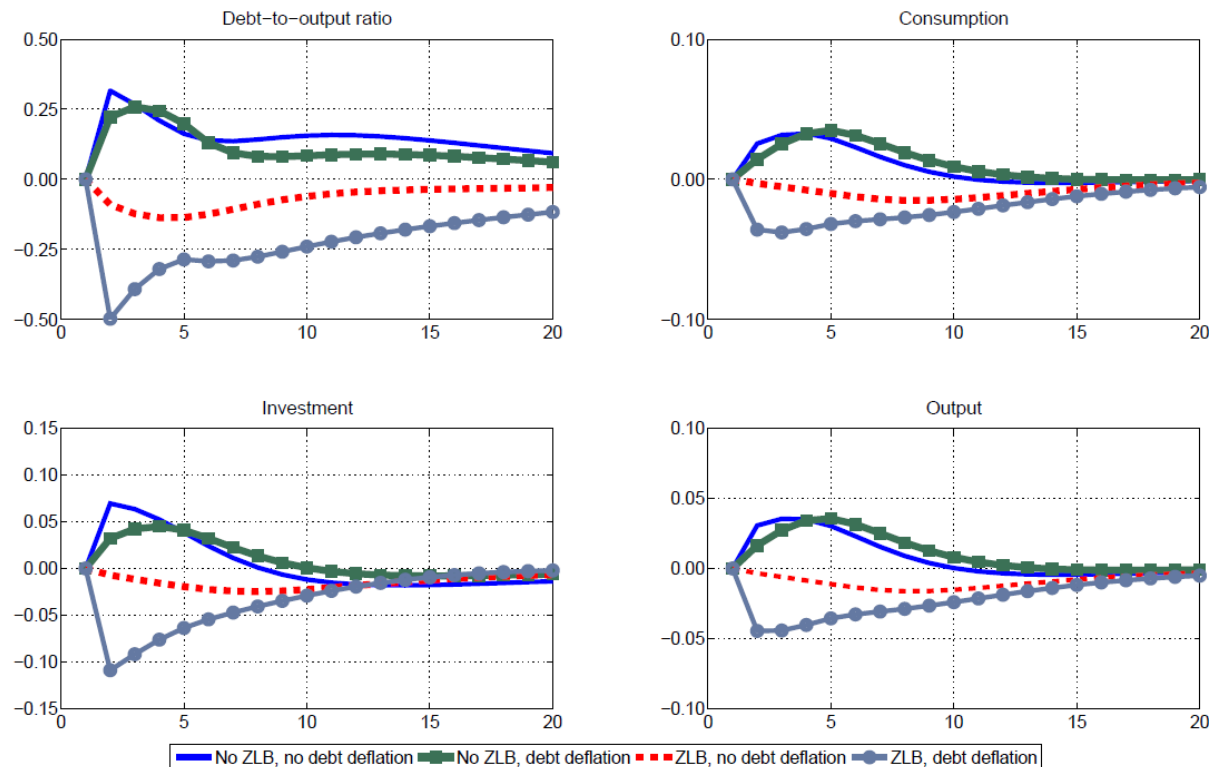 Debt−to−output ratio
Consumption
0.50
0.25
0.00
−0.25
−0.50
0 5 10 15 20
0.10
0.00
−0.10
0 5 10 15 20
Investment
Output
0.15
0.10
0.05
0.00
−0.05
−0.10
−0.15
0 5 10 15 20
0.10
0.05
0.00
−0.05
−0.10
0 5 10 15 20
No ZLB, no debt deflation No ZLB, debt deflation ZLB, no debt deflation ZLB, debt deflation